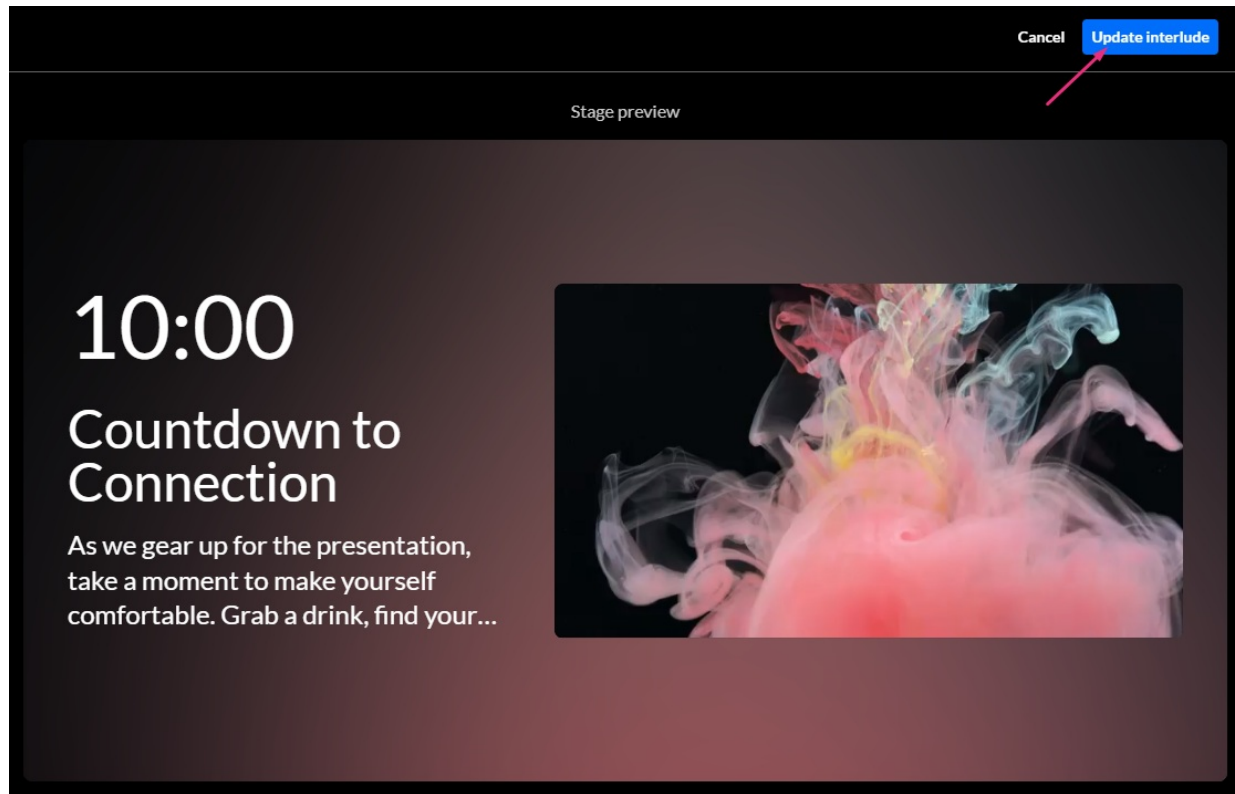 Cancel Update interlude
Stage preview
10:00
Countdown to
Connection
As we gear up for the presentation,
take a moment to make yourself
comfortable. Grab a drink, find your...